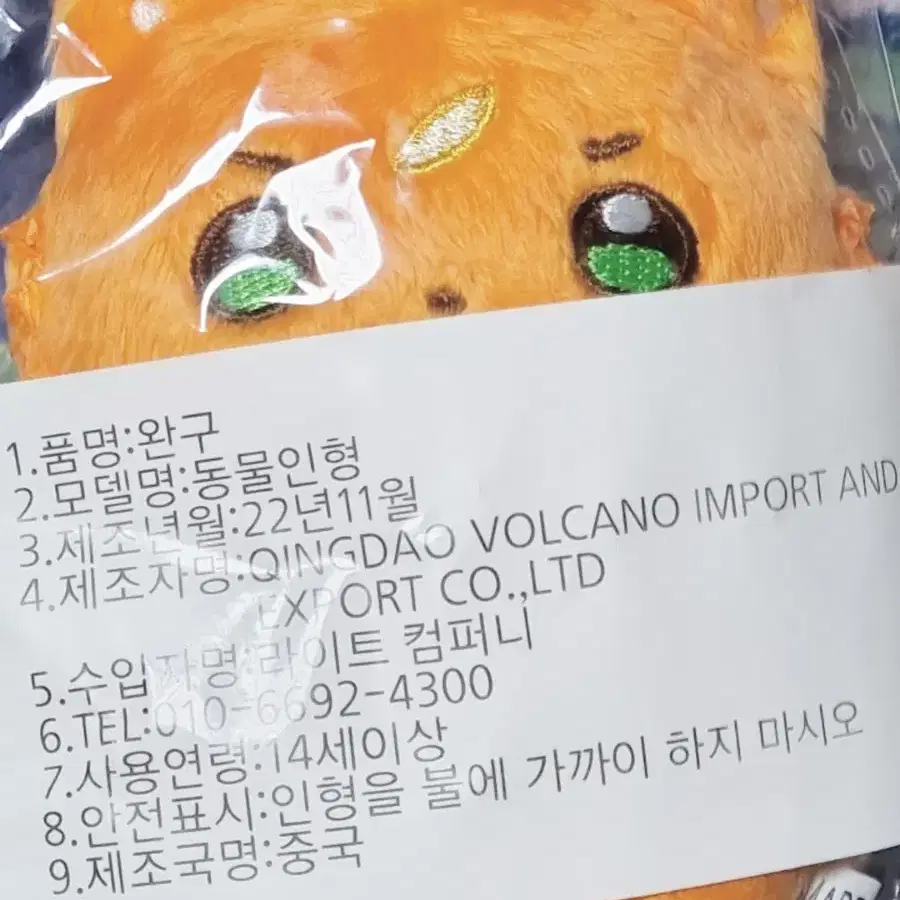 1.품명:완구
2.모델명:동물인형
3.제조년월:22년11월
4.제조자명:QINGDAO VOLCANO IMPORT AND
EXPORT CO.,LTD
5.수입자명:라이트 컴퍼니
6.TEL:010-6692-4300
7.사용연령:14세이상
8.안전표시:인형을 불에 가까이 하지 마시오
9.제조국명:중국